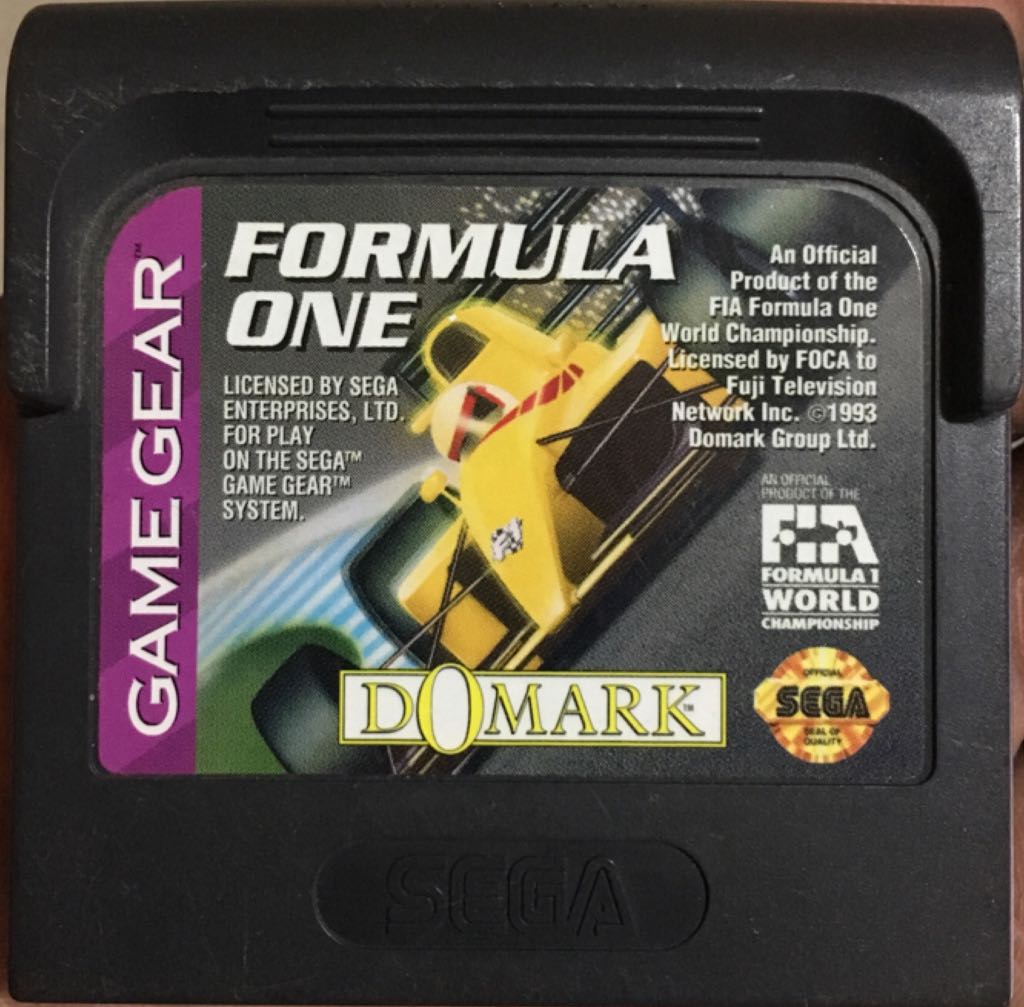 GAME GEAR™
FORMULA
ONE
LICENSED BY SEGA
ENTERPRISES, LTD.
FOR PLAY
ON THE SEGA™
GAME GEAR™
SYSTEM.
An Official
Product of the
FIA Formula One
World Championship.
Licensed by FOCA to
Fuji Television
Network Inc. ©1993
Domark Group Ltd.
AN OFFICIAL
PRODUCT OF THE
FIA
FORMULA 1
WORLD
CHAMPIONSHIP
DOMARK™
OFFICIAL
SEGA
SEAL OF
QUALITY
SEGA